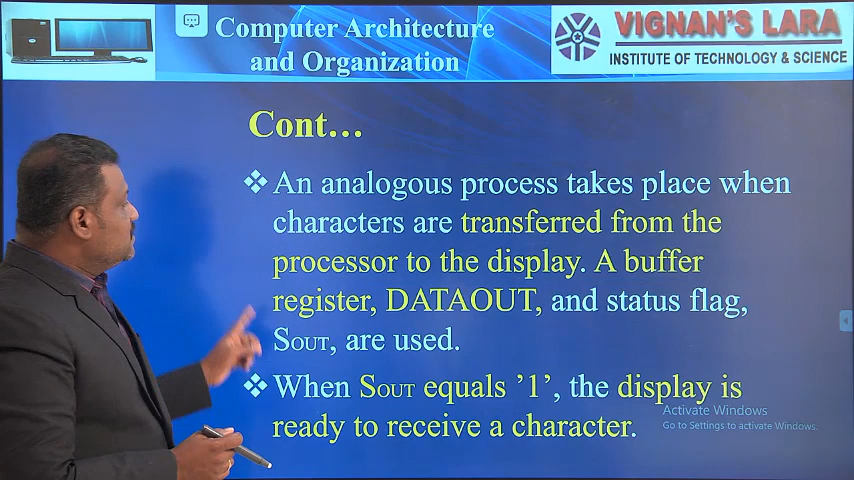 Computer Architecture
and Organization
VIGNAN'S LARA
INSTITUTE OF TECHNOLOGY & SCIENCE
Cont…
❖ An analogous process takes place when
characters are transferred from the
processor to the display. A buffer
register, DATAOUT, and status flag,
SOUT, are used.
❖ When SOUT equals ’1’, the display is
ready to receive a character.
Activate Windows
Go to Settings to activate Windows.